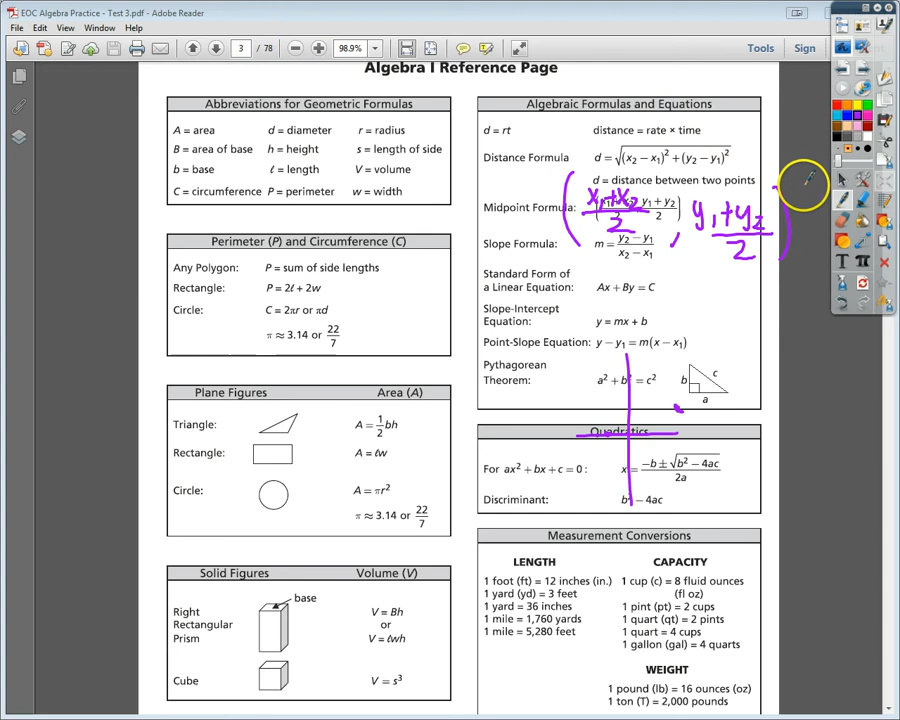 EOC Algebra Practice - Test 3.pdf - Adobe Reader
File Edit View Window Help
3 / 78 98.9% Tools Sign
Algebra I Reference Page
Abbreviations for Geometric Formulas
A = area d = diameter r = radius
B = area of base h = height s = length of side
b = base ℓ = length V = volume
C = circumference P = perimeter w = width
Perimeter (P) and Circumference (C)
Any Polygon: P = sum of side lengths
Rectangle: P = 2ℓ + 2w
Circle: C = 2πr or πd
π ≈ 3.14 or 22/7
Plane Figures Area (A)
Triangle: A = 1/2 bh
Rectangle: A = ℓw
Circle: A = πr²
π ≈ 3.14 or 22/7
Solid Figures Volume (V)
base
Right V = Bh
Rectangular or
Prism V = ℓwh
Cube V = s³
Algebraic Formulas and Equations
d = rt distance = rate × time
Distance Formula d = √(x₂ − x₁)² + (y₂ − y₁)²
d = distance between two points
Midpoint Formula: (x₁ + x₂/2, y₁ + y₂/2)
(x₁+x₂/2, y₁+y₂/2)
Slope Formula: m = y₂ − y₁/x₂ − x₁
Standard Form of
a Linear Equation: Ax + By = C
Slope-Intercept
Equation: y = mx + b
Point-Slope Equation: y − y₁ = m(x − x₁)
Pythagorean
Theorem: a² + b² = c² b c a
Quadratics
For ax² + bx + c = 0: x = −b ± √b² − 4ac/2a
Discriminant: b² − 4ac
Measurement Conversions
LENGTH
1 foot (ft) = 12 inches (in.)
1 yard (yd) = 3 feet
1 yard = 36 inches
1 mile = 1,760 yards
1 mile = 5,280 feet
CAPACITY
1 cup (c) = 8 fluid ounces
(fl oz)
1 pint (pt) = 2 cups
1 quart (qt) = 2 pints
1 quart = 4 cups
1 gallon (gal) = 4 quarts
WEIGHT
1 pound (lb) = 16 ounces (oz)
1 ton (T) = 2,000 pounds